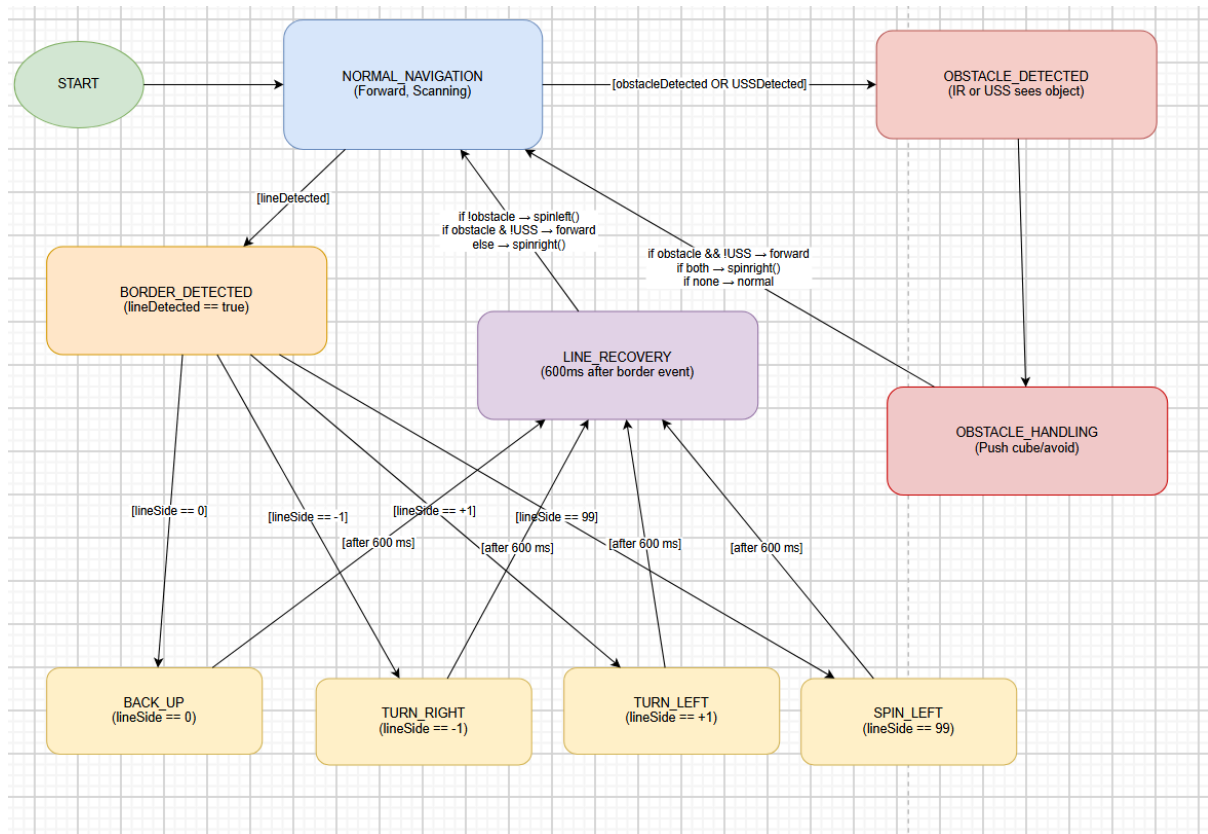 START
NORMAL_NAVIGATION
(Forward, Scanning)
[obstacleDetected OR USSDetected]
OBSTACLE_DETECTED
(IR or USS sees object)
[lineDetected]
if !obstacle → spinleft()
if obstacle & !USS → forward
else → spinright()
if obstacle && !USS → forward
if both → spinright()
if none → normal
BORDER_DETECTED
(lineDetected == true)
LINE_RECOVERY
(600ms after border event)
OBSTACLE_HANDLING
(Push cube/avoid)
[lineSide == 0]
[lineSide == -1]
[lineSide == +1]
[lineSide == 99]
[after 600 ms]
[after 600 ms]
[after 600 ms]
[after 600 ms]
BACK_UP
(lineSide == 0)
TURN_RIGHT
(lineSide == -1)
TURN_LEFT
(lineSide == +1)
SPIN_LEFT
(lineSide == 99)